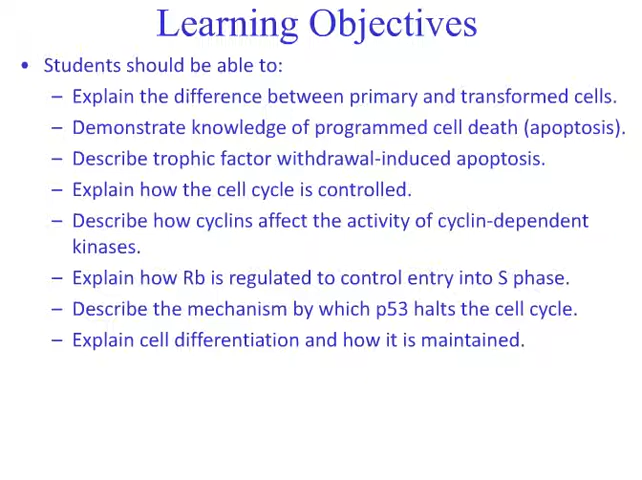 Learning Objectives
• Students should be able to:
– Explain the difference between primary and transformed cells.
– Demonstrate knowledge of programmed cell death (apoptosis).
– Describe trophic factor withdrawal-induced apoptosis.
– Explain how the cell cycle is controlled.
– Describe how cyclins affect the activity of cyclin-dependent
kinases.
– Explain how Rb is regulated to control entry into S phase.
– Describe the mechanism by which p53 halts the cell cycle.
– Explain cell differentiation and how it is maintained.